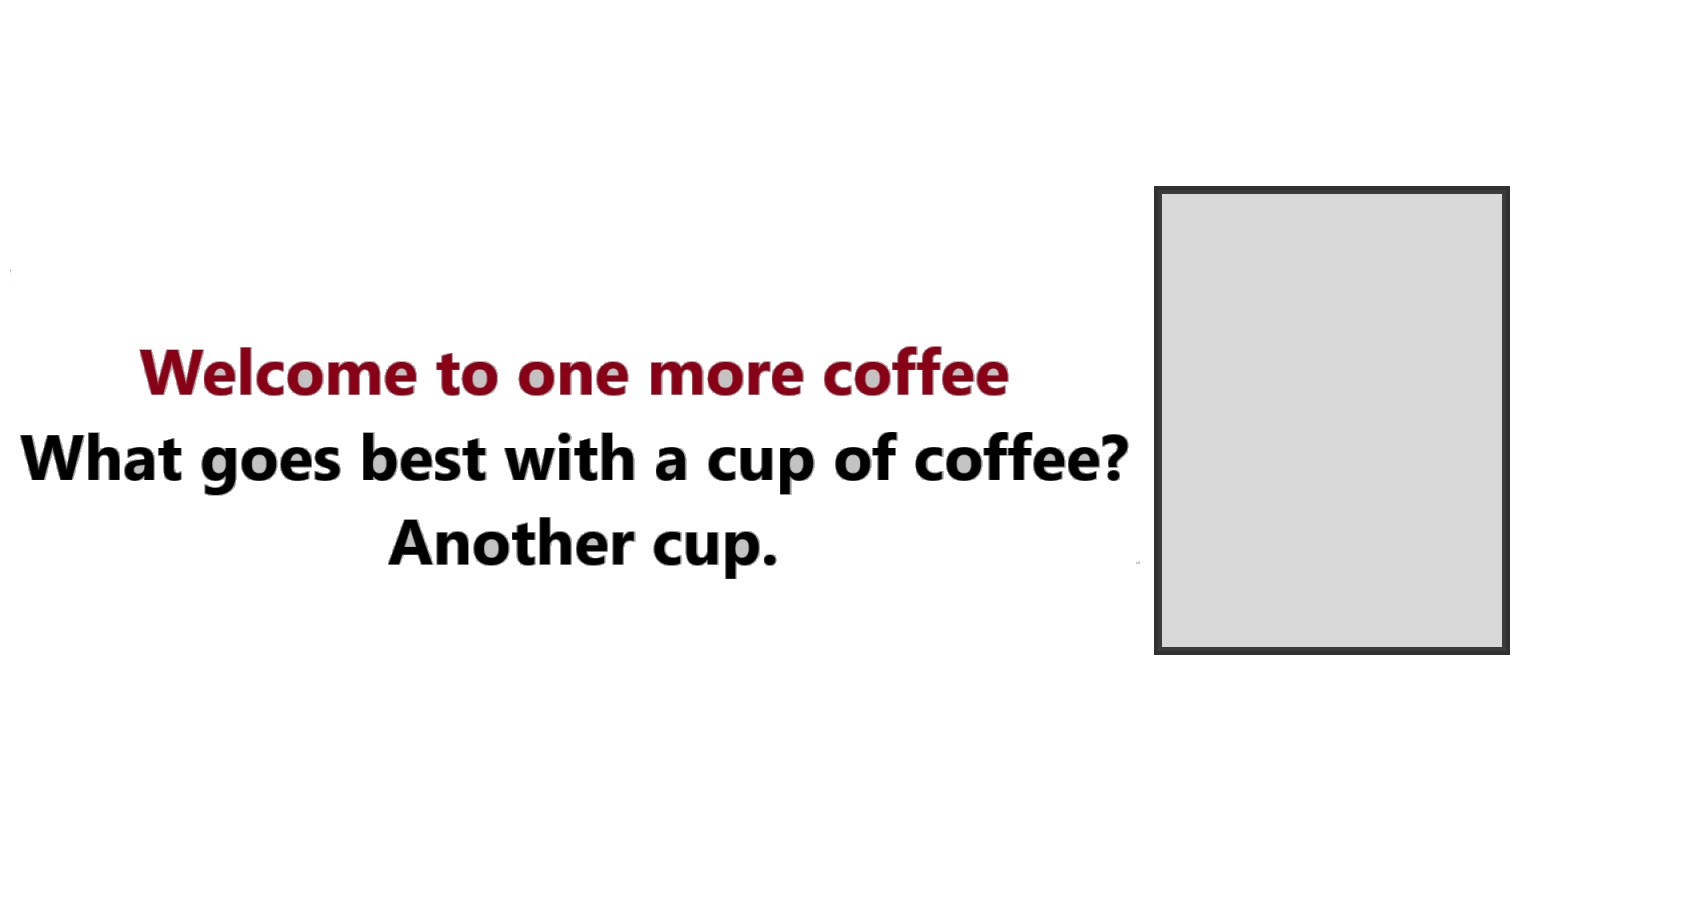 Welcome to one more coffee
What goes best with a cup of coffee?
Another cup.